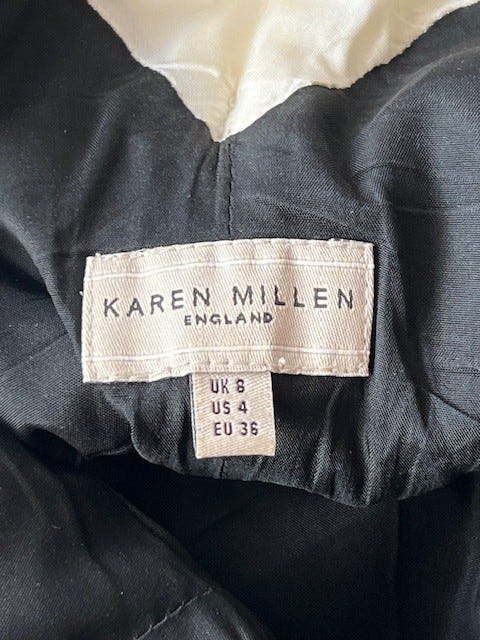 KAREN MILLEN
ENGLAND
UK 8
US 4
EU 36